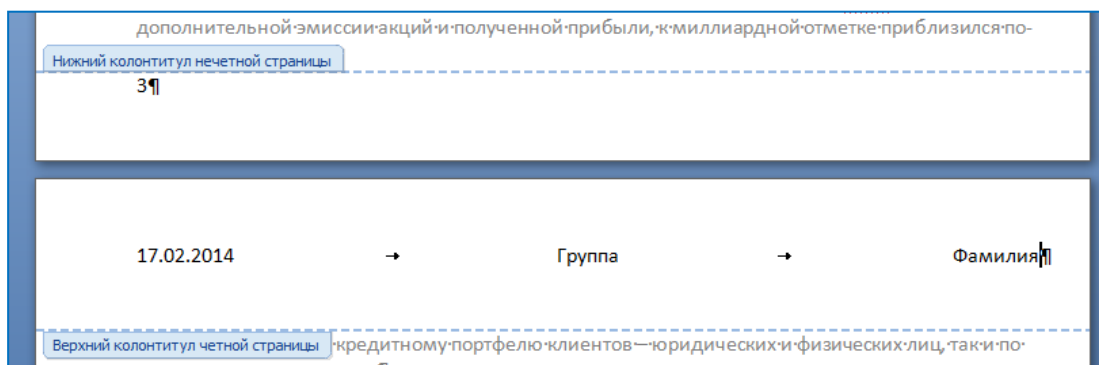 дополнительной·эмиссии·акций·и·полученной·прибыли,·к·миллиардной·отметке·приблизился·по-
Нижний колонтитул нечетной страницы
3¶
17.02.2014 → Группа → Фамилия¶
Верхний колонтитул четной страницы ·кредитному·портфелю·клиентов·–·юридических·и·физических·лиц,·так·и·по·